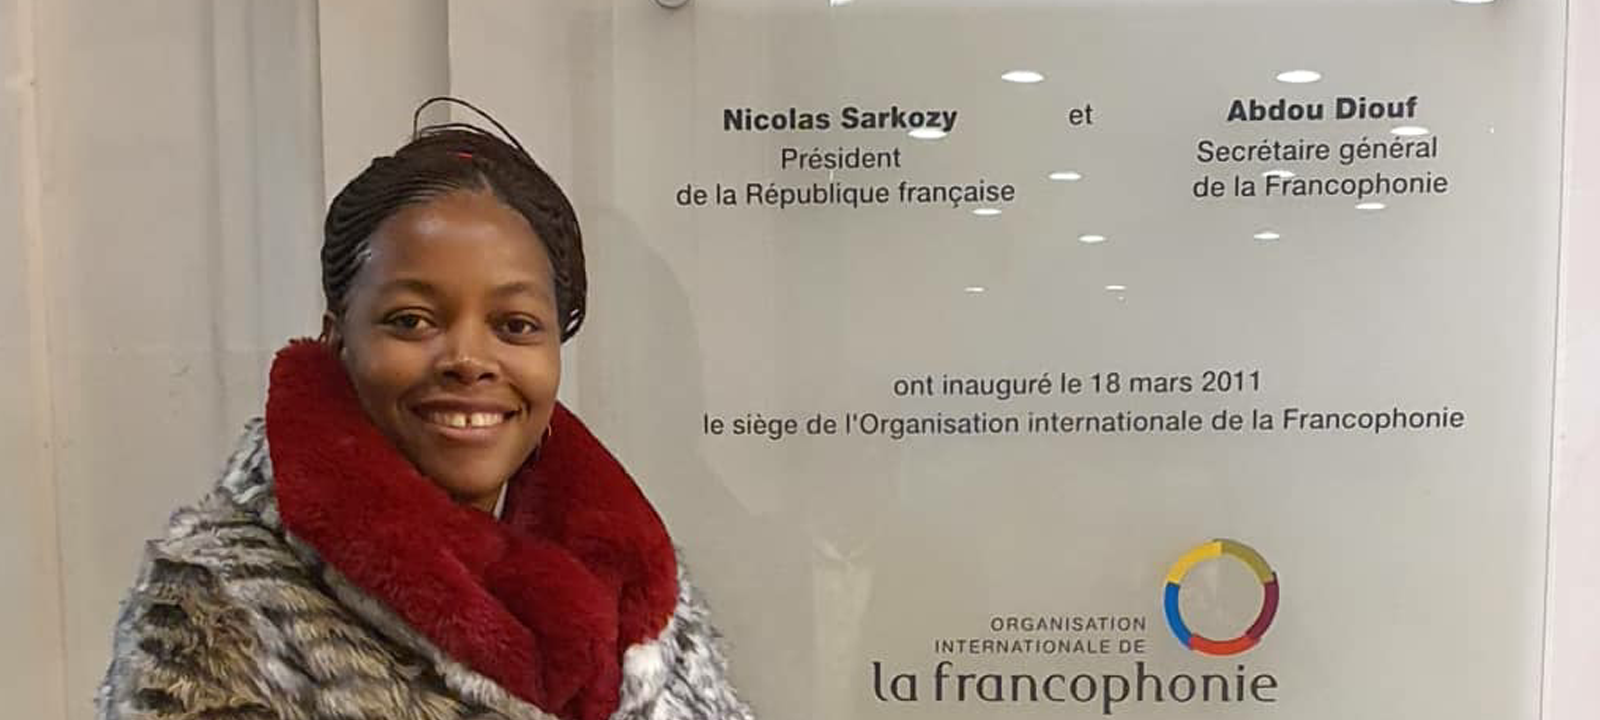 Nicolas Sarkozy et Abdou Diouf
Président Secrétaire général
de la République française de la Francophonie
ont inauguré le 18 mars 2011
le siège de l'Organisation internationale de la Francophonie
ORGANISATION
INTERNATIONALE DE
la francophonie